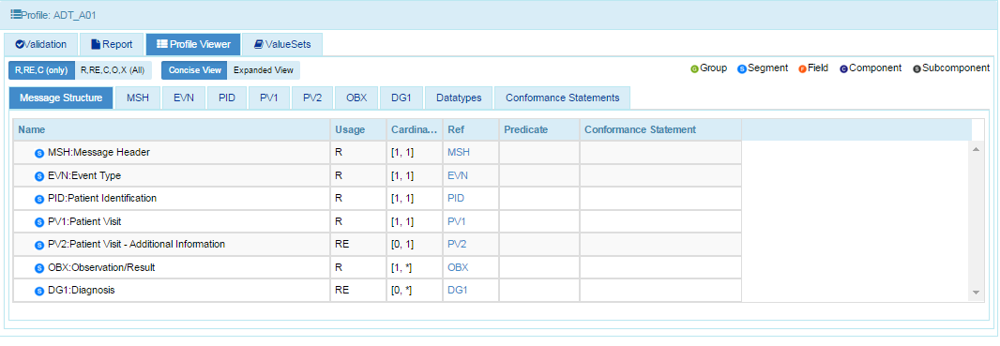 Profile: ADT_A01
Validation Report Profile Viewer ValueSets
R,RE,C (only) R,RE,C,O,X (All) Concise View Expanded View G Group S Segment F Field C Component S Subcomponent
Message Structure MSH EVN PID PV1 PV2 OBX DG1 Datatypes Conformance Statements
Name Usage Cardina... Ref Predicate Conformance Statement
S MSH:Message Header R [1, 1] MSH
S EVN:Event Type R [1, 1] EVN
S PID:Patient Identification R [1, 1] PID
S PV1:Patient Visit R [1, 1] PV1
S PV2:Patient Visit - Additional Information RE [0, 1] PV2
S OBX:Observation/Result R [1, *] OBX
S DG1:Diagnosis RE [0, *] DG1